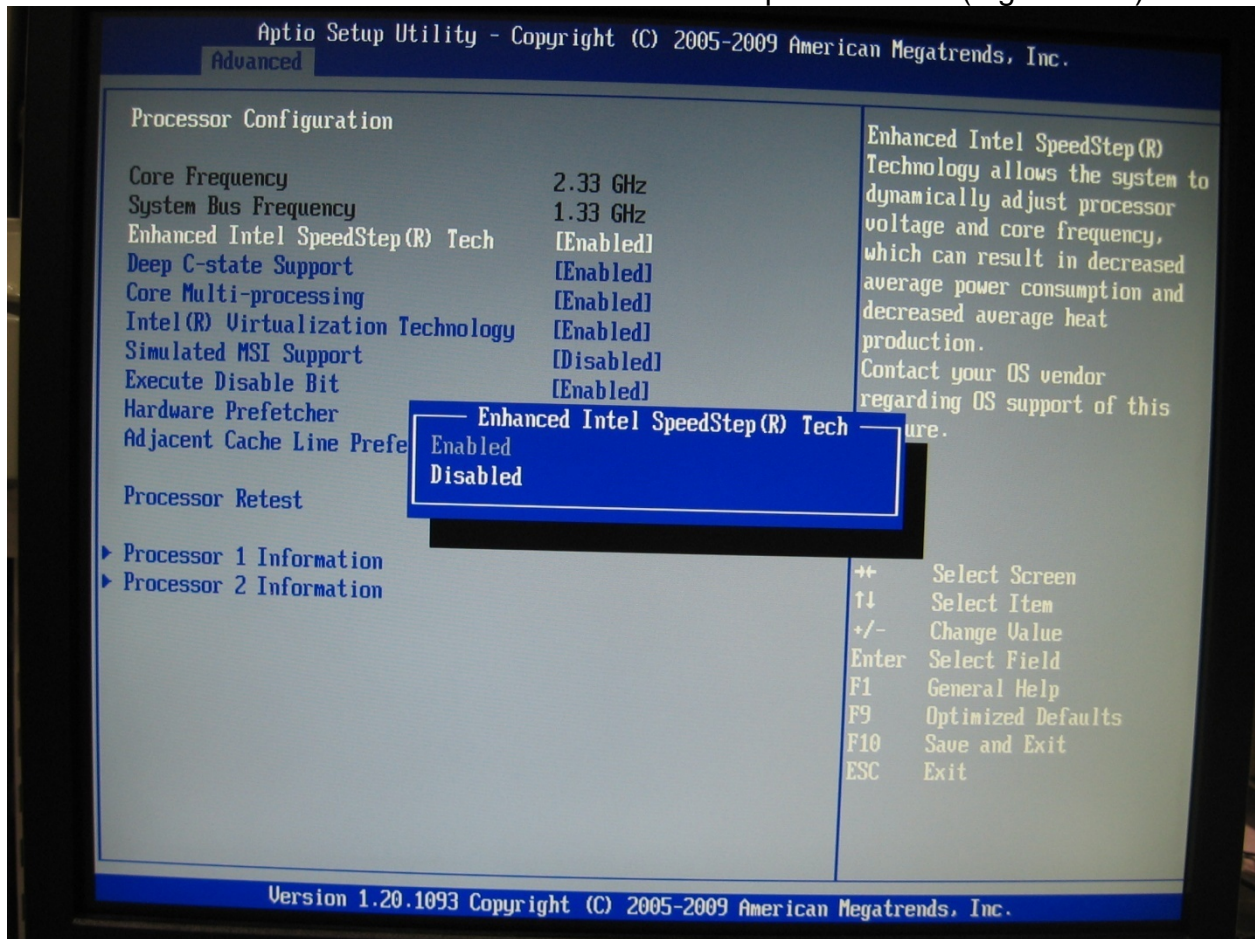 Aptio Setup Utility - Copyright (C) 2005-2009 American Megatrends, Inc.
Advanced
Processor Configuration
Core Frequency 2.33 GHz
System Bus Frequency 1.33 GHz
Enhanced Intel SpeedStep(R) Tech [Enabled]
Deep C-state Support [Enabled]
Core Multi-processing [Enabled]
Intel(R) Virtualization Technology [Enabled]
Simulated MSI Support [Disabled]
Execute Disable Bit [Enabled]
Hardware Prefetcher
Adjacent Cache Line Prefe
Processor Retest
Processor 1 Information
Processor 2 Information
Enhanced Intel SpeedStep(R) Tech
Enabled
Disabled
Enhanced Intel SpeedStep(R)
Technology allows the system to
dynamically adjust processor
voltage and core frequency,
which can result in decreased
average power consumption and
decreased average heat
production.
Contact your OS vendor
regarding OS support of this
ure.
→← Select Screen
↑↓ Select Item
+/- Change Value
Enter Select Field
F1 General Help
F9 Optimized Defaults
F10 Save and Exit
ESC Exit
Version 1.20.1093 Copyright (C) 2005-2009 American Megatrends, Inc.